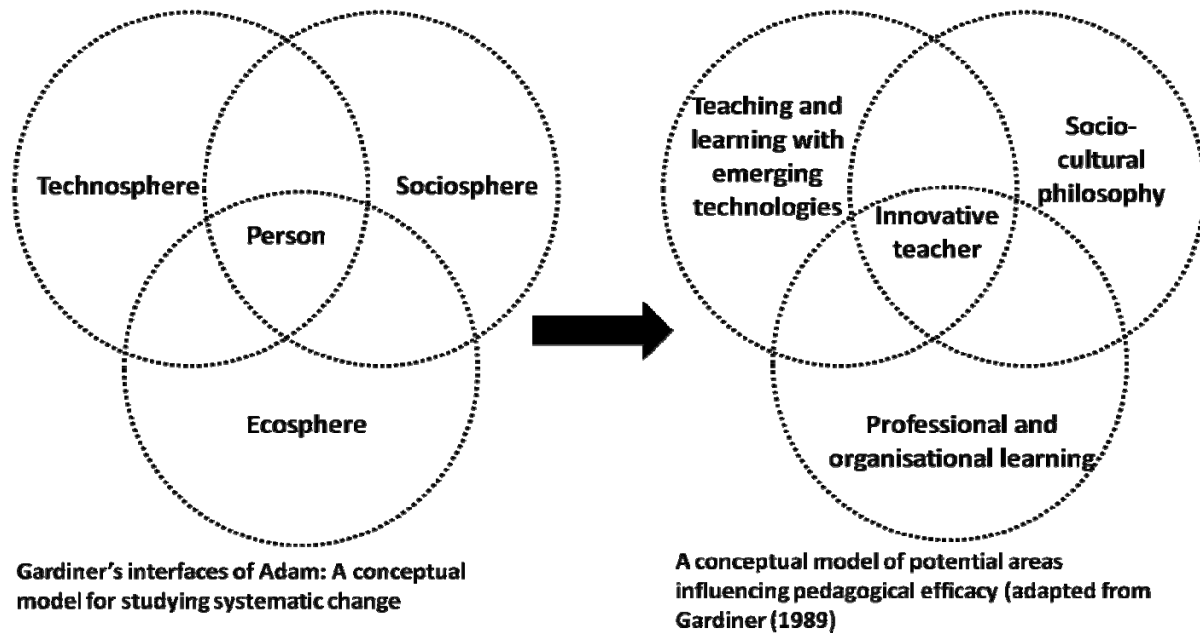 Technosphere
Sociosphere
Person
Ecosphere
Gardiner's interfaces of Adam: A conceptual
model for studying systematic change
Teaching and
learning with
emerging
technologies
Socio-
cultural
philosophy
Innovative
teacher
Professional and
organisational learning
A conceptual model of potential areas
influencing pedagogical efficacy (adapted from
Gardiner (1989)